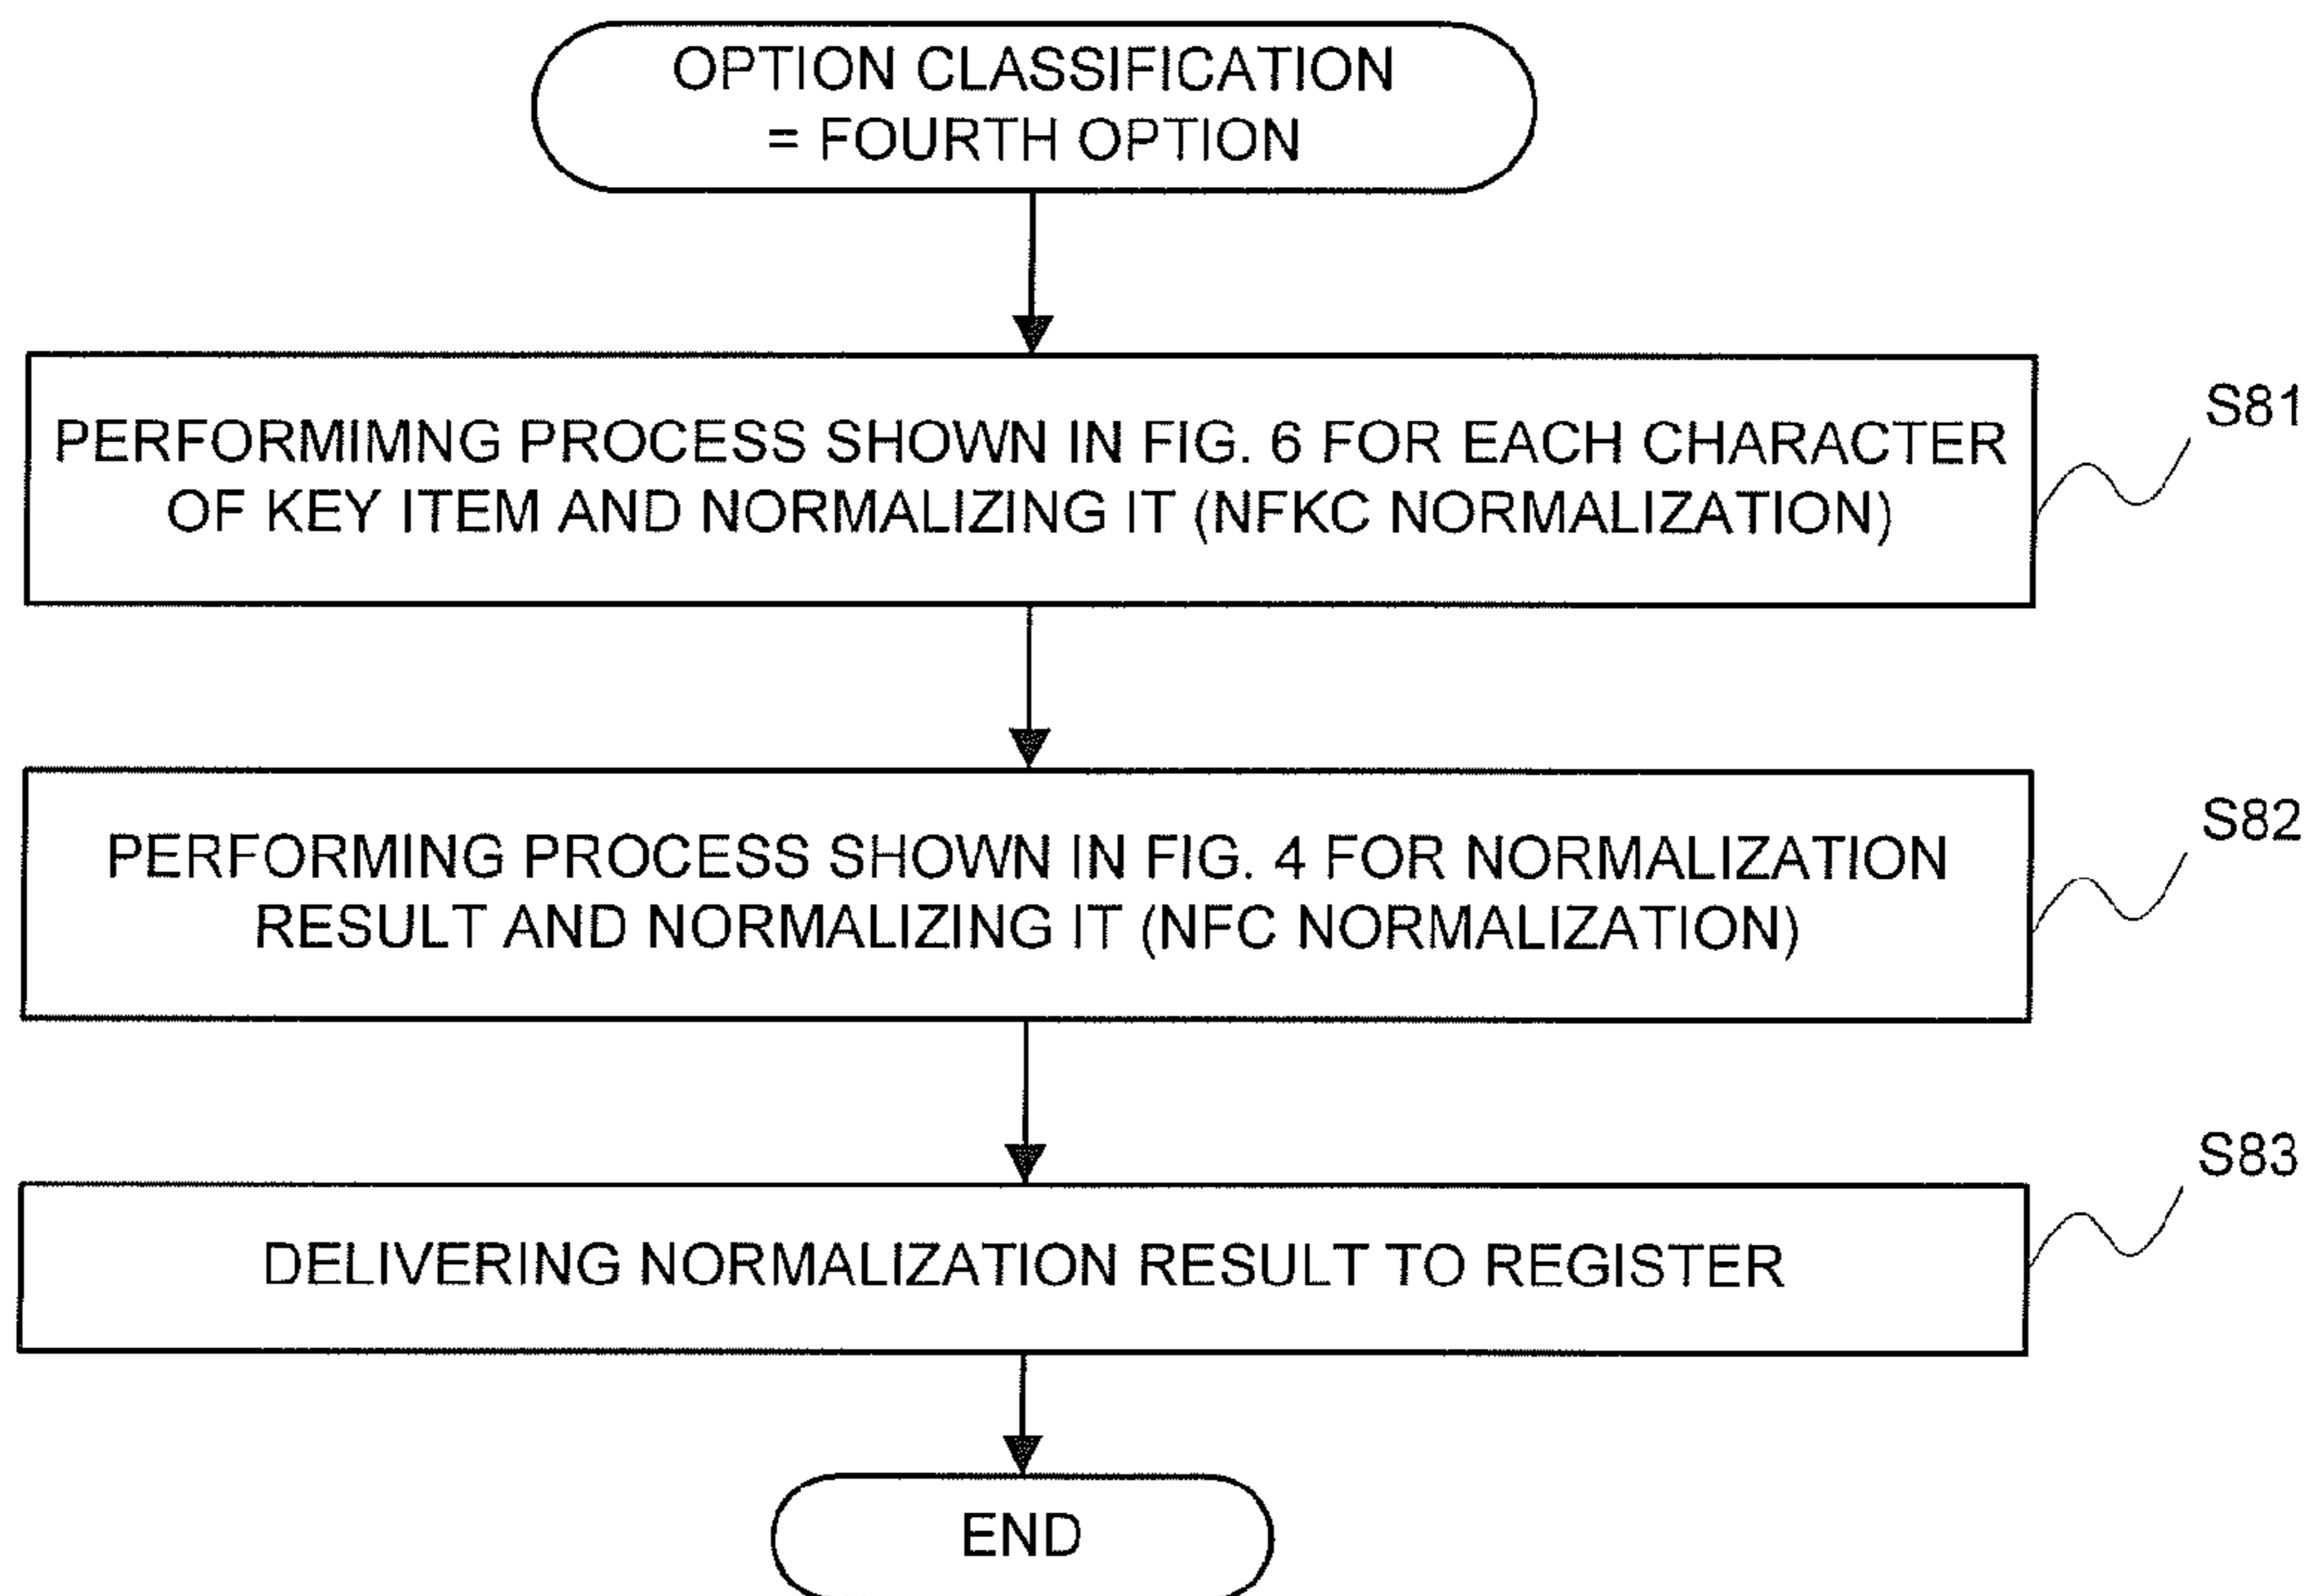 OPTION CLASSIFICATION
= FOURTH OPTION
PERFORMIMNG PROCESS SHOWN IN FIG. 6 FOR EACH CHARACTER
OF KEY ITEM AND NORMALIZING IT (NFKC NORMALIZATION)
S81
PERFORMING PROCESS SHOWN IN FIG. 4 FOR NORMALIZATION
RESULT AND NORMALIZING IT (NFC NORMALIZATION)
S82
DELIVERING NORMALIZATION RESULT TO REGISTER
S83
END